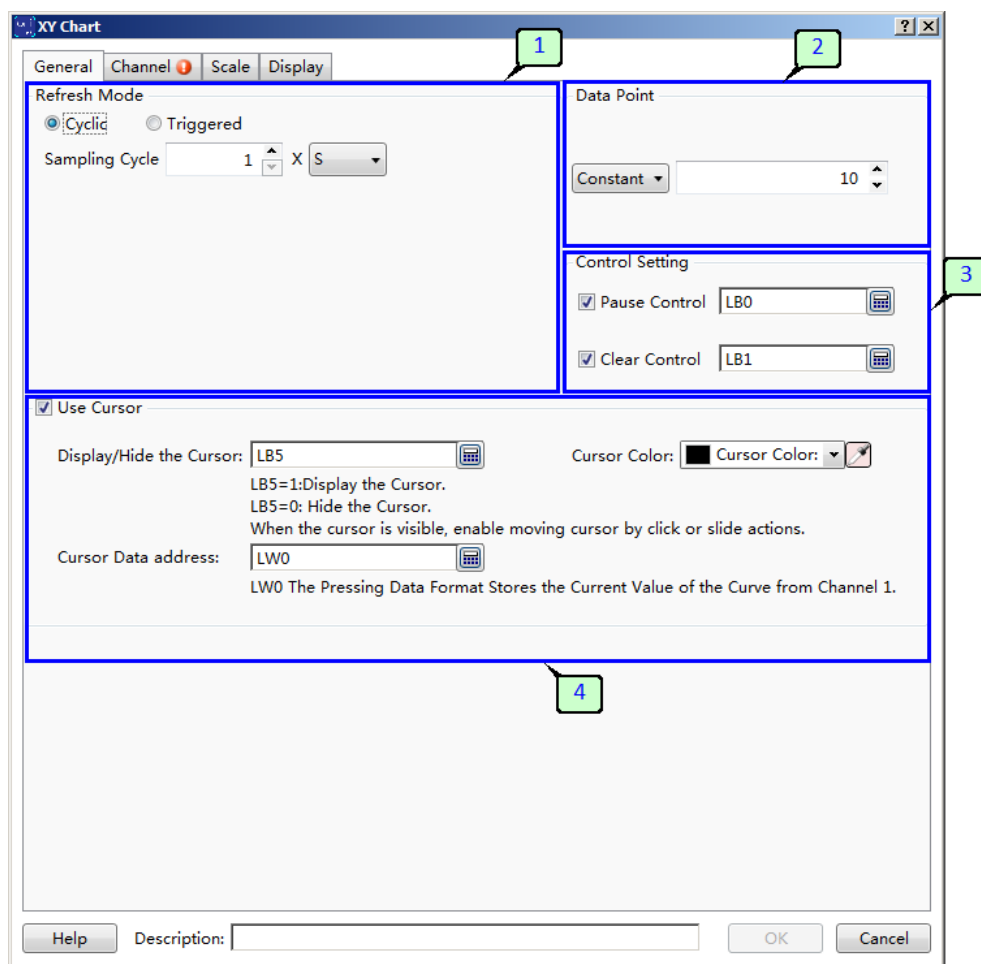 XY Chart
1
2
General Channel Scale Display
Refresh Mode
Cyclic Triggered
Sampling Cycle 1 X S
Data Point
Constant 10
Control Setting
3
Pause Control LB0
Clear Control LB1
Use Cursor
Display/Hide the Cursor: LB5 Cursor Color: Cursor Color:
LB5=1:Display the Cursor.
LB5=0: Hide the Cursor.
When the cursor is visible, enable moving cursor by click or slide actions.
Cursor Data address: LW0
LW0 The Pressing Data Format Stores the Current Value of the Curve from Channel 1.
4
Help Description: OK Cancel